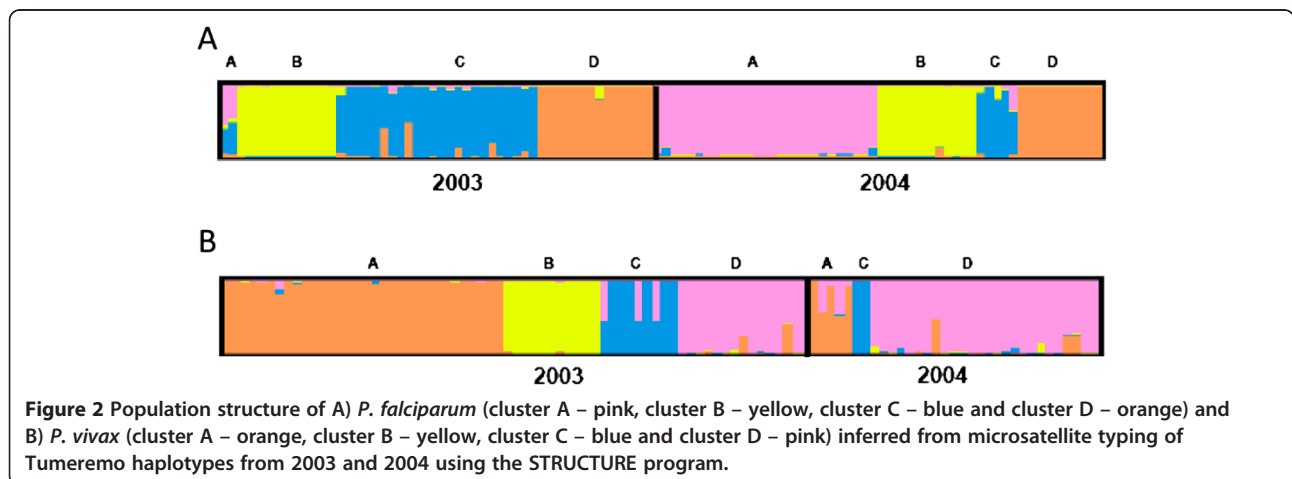 A
A B C D A B C D
2003 2004
B
A B C D A C D
2003 2004
Figure 2 Population structure of A) P. falciparum (cluster A – pink, cluster B – yellow, cluster C – blue and cluster D – orange) and
B) P. vivax (cluster A – orange, cluster B – yellow, cluster C – blue and cluster D – pink) inferred from microsatellite typing of
Tumeremo haplotypes from 2003 and 2004 using the STRUCTURE program.